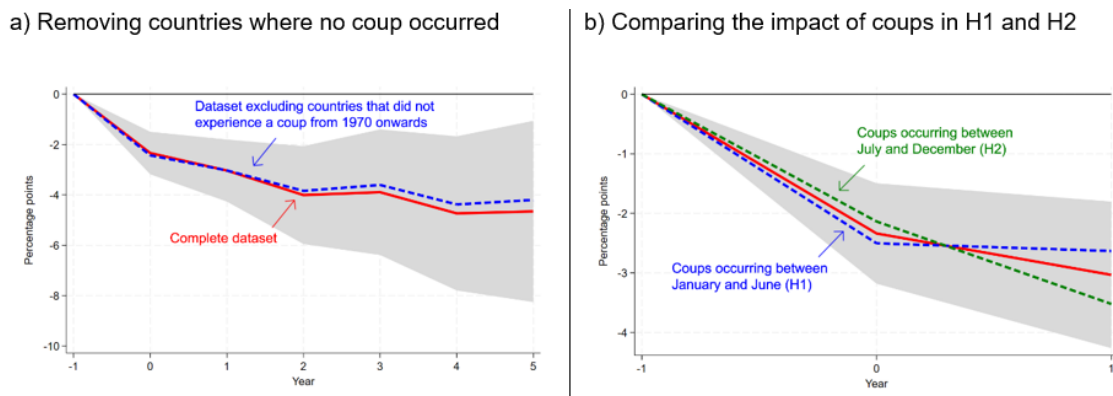 a) Removing countries where no coup occurred
0
-2
-4
-6
-8
-10
Percentage points
Dataset excluding countries that did not
experience a coup from 1970 onwards
Complete dataset
-1 0 1 2 3 4 5
Year
b) Comparing the impact of coups in H1 and H2
0
-1
-2
-3
-4
Percentage points
Coups occurring between
July and December (H2)
Coups occurring between
January and June (H1)
-1 0 1
Year